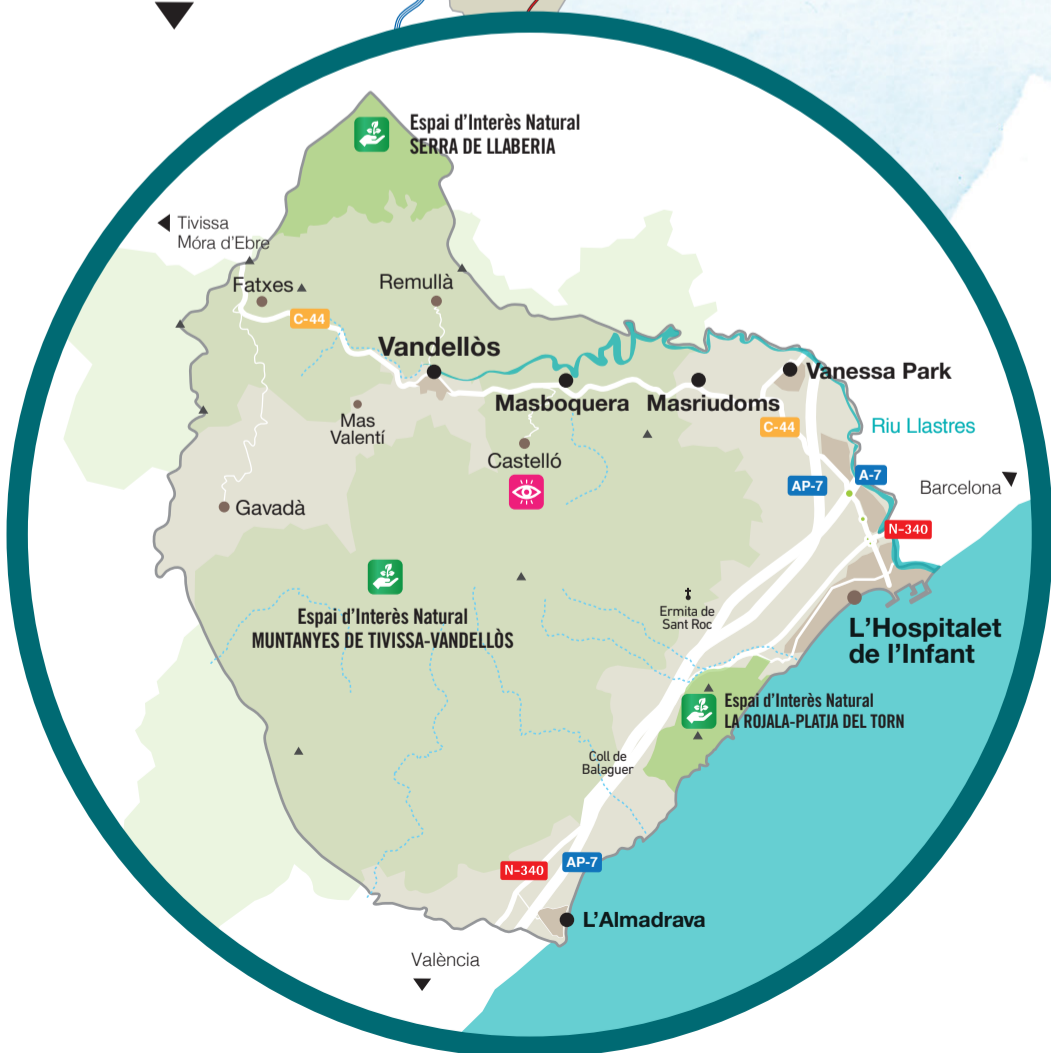 Espai d'Interès Natural
SERRA DE LLABERIA
Tivissa
Móra d'Ebre
Fatxes
Remullà
C-44
Vandellòs
Vanessa Park
Masboquera
Masriudoms
Mas
Valentí
C-44
Riu Llastres
Castelló
A-7
AP-7
Barcelona
Gavadà
N-340
Ermita de
Sant Roc
Espai d'Interès Natural
MUNTANYES DE TIVISSA-VANDELLÒS
L'Hospitalet
de l'Infant
Espai d'Interès Natural
LA ROJALA-PLATJA DEL TORN
Coll de
Balaguer
N-340
AP-7
L'Almadrava
València